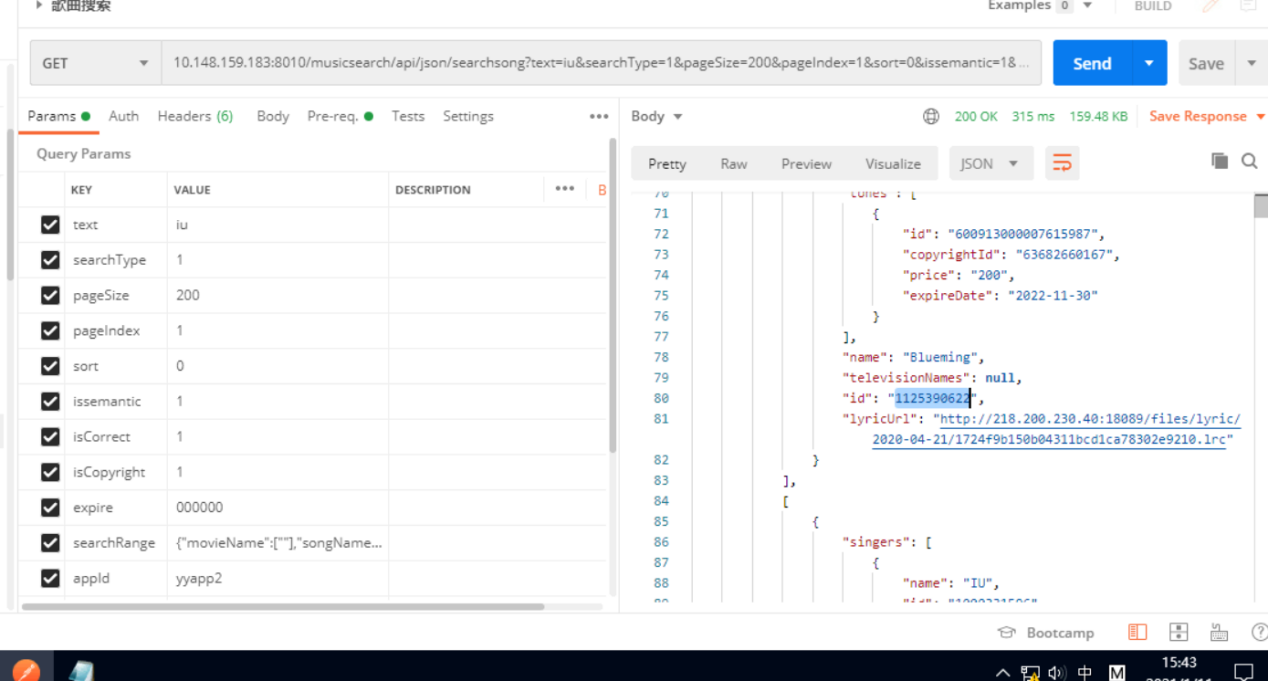 歌曲搜索
Examples 0
BUILD
GET
10.148.159.183:8010/musicsearch/api/json/searchsong?text=iu&searchType=1&pageSize=200&pageIndex=1&sort=0&issemantic=1& ...
Send
Save
Params
Auth
Headers (6)
Body
Pre-req.
Tests
Settings
Body
200 OK 315 ms 159.48 KB
Save Response
Query Params
Pretty
Raw
Preview
Visualize
JSON
KEY VALUE DESCRIPTION
B
text iu
searchType 1
pageSize 200
pageIndex 1
sort 0
issemantic 1
isCorrect 1
isCopyright 1
expire 000000
searchRange {"movieName":[""],"songName...
appId yyapp2
70 "tones": [
71 {
72 "id": "600913000007615987",
73 "copyrightId": "63682660167",
74 "price": "200",
75 "expireDate": "2022-11-30"
76 }
77 ],
78 "name": "Blueming",
79 "televisionNames": null,
80 "id": "1125390622",
81 "lyricUrl": "http://218.200.230.40:18089/files/lyric/
2020-04-21/1724f9b150b04311bcd1ca78302e9210.lrc"
82 }
83 ],
84 [
85 {
86 "singers": [
87 {
88 "name": "IU",
Bootcamp
中
M
15:43